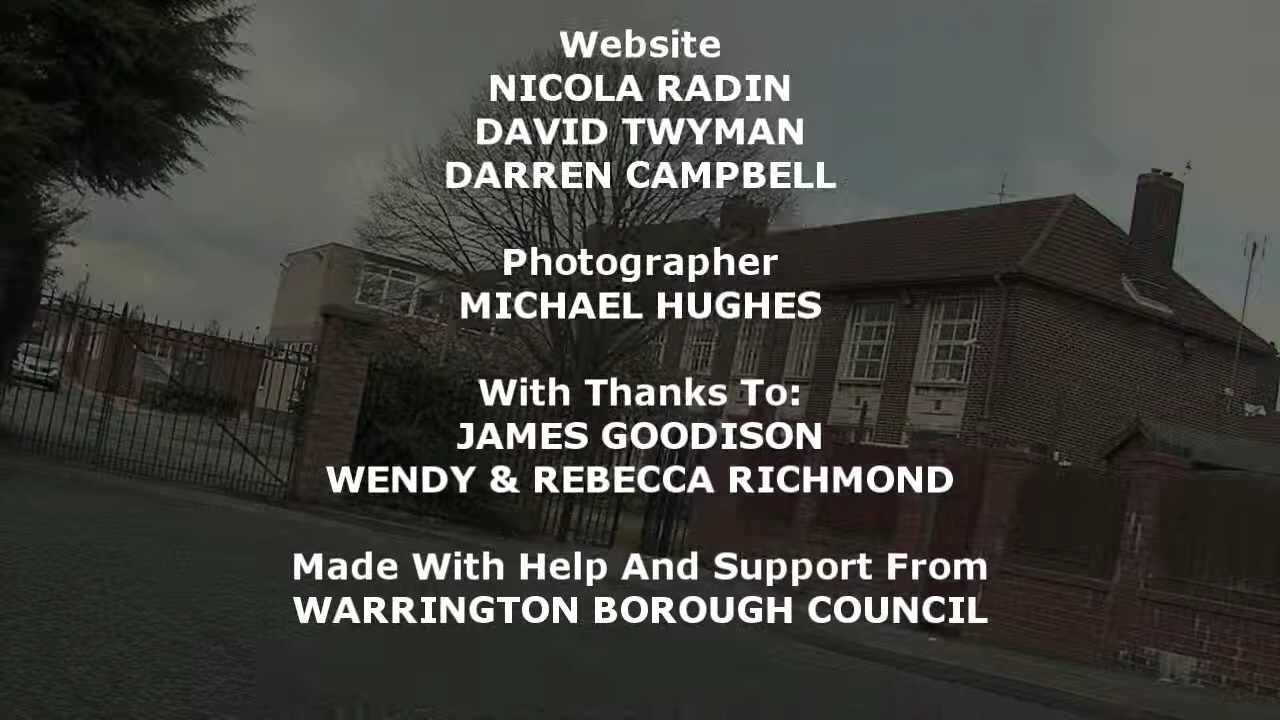 Website
NICOLA RADIN
DAVID TWYMAN
DARREN CAMPBELL
Photographer
MICHAEL HUGHES
With Thanks To:
JAMES GOODISON
WENDY & REBECCA RICHMOND
Made With Help And Support From
WARRINGTON BOROUGH COUNCIL